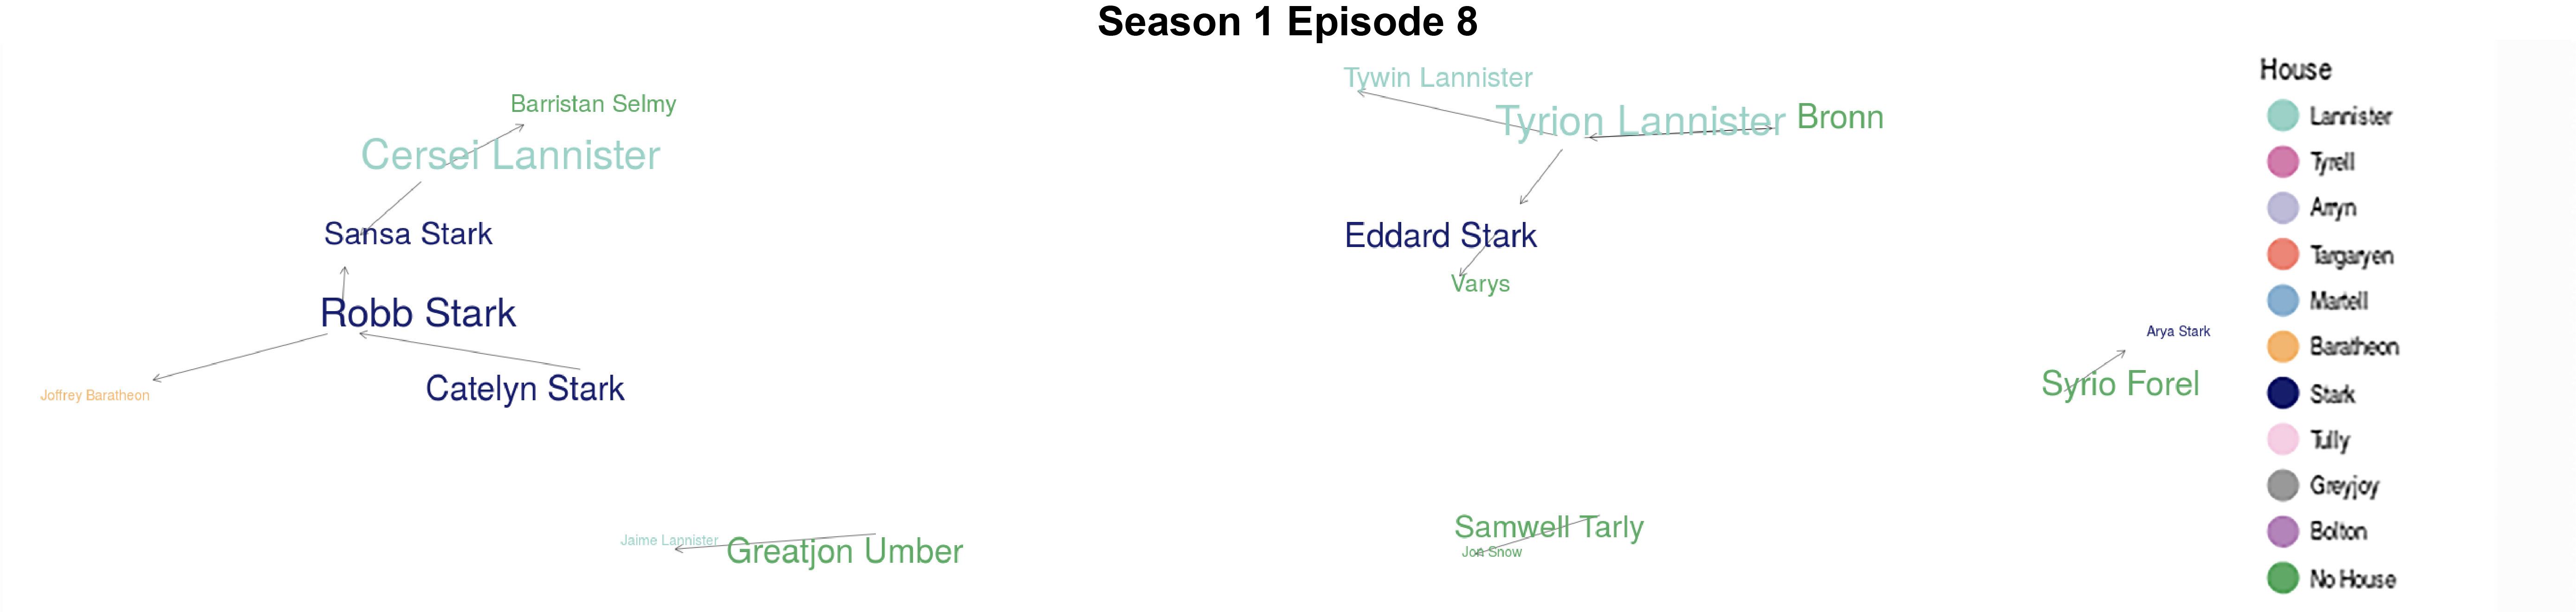 Season 1 Episode 8
Tywin Lannister
Barristan Selmy
Tyrion Lannister
Bronn
Cersei Lannister
Sansa Stark
Eddard Stark
Varys
Robb Stark
Arya Stark
Catelyn Stark
Syrio Forel
Joffrey Baratheon
Samwell Tarly
Jaime Lannister
Greatjon Umber
Jon Snow
House
Lannister
Tyrell
Arryn
Targaryen
Martell
Baratheon
Stark
Tully
Greyjoy
Bolton
No House